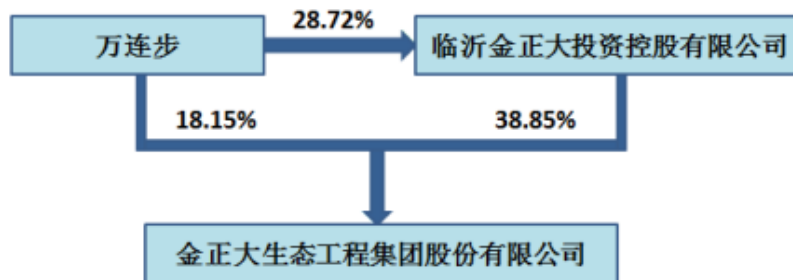 28.72%
万连步
临沂金正大投资控股有限公司
18.15%
38.85%
金正大生态工程集团股份有限公司